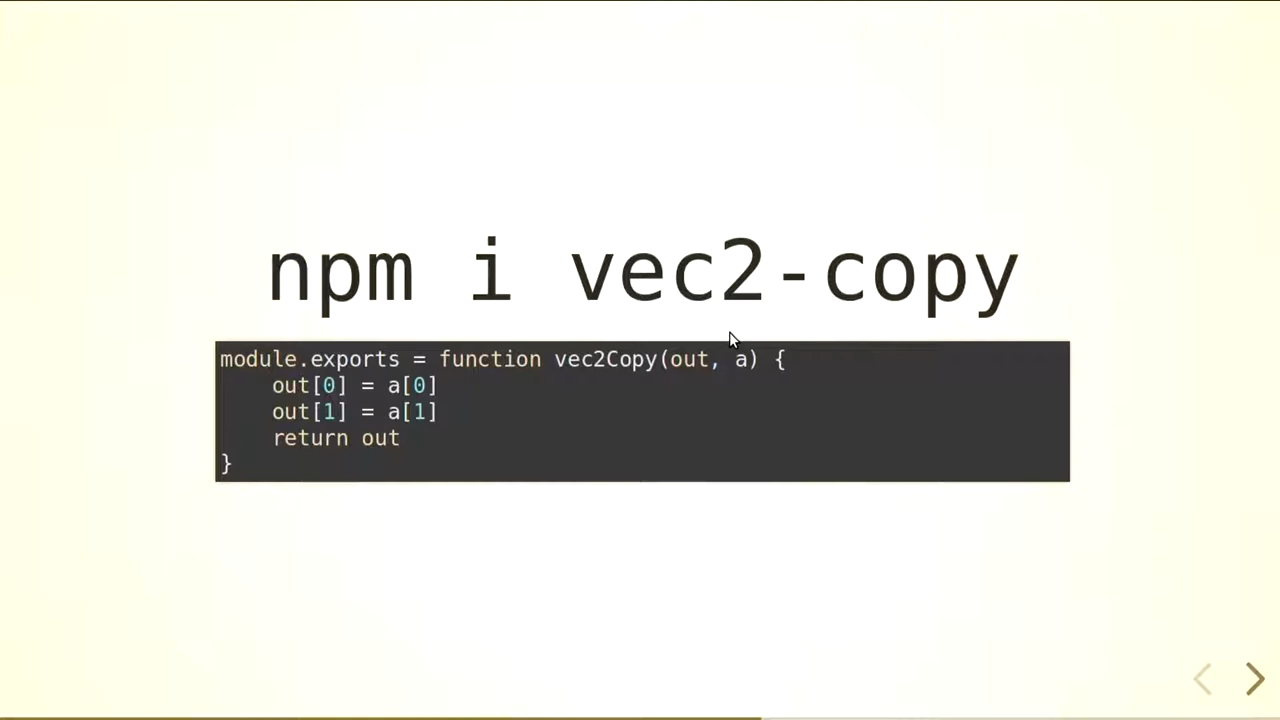 npm i vec2-copy
module.exports = function vec2Copy(out, a) {
    out[0] = a[0]
    out[1] = a[1]
    return out
}